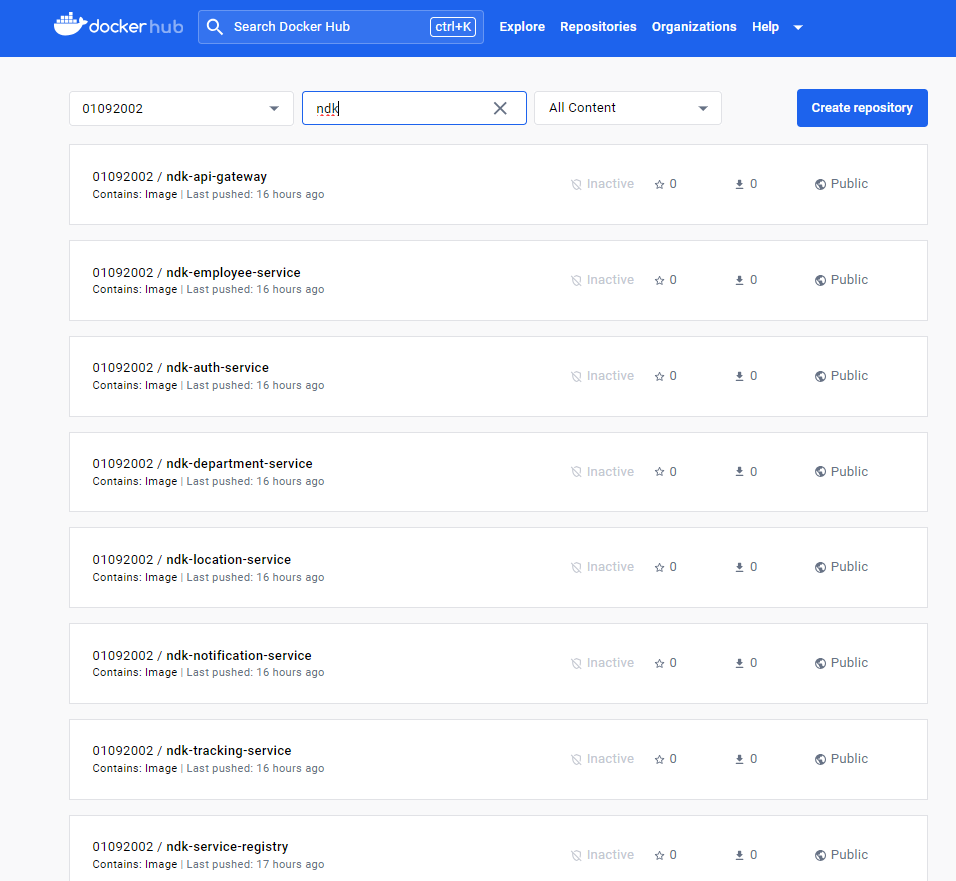 docker hub Search Docker Hub ctrl+K Explore Repositories Organizations Help
01092002 ndk All Content Create repository
01092002 / ndk-api-gateway
Contains: Image | Last pushed: 16 hours ago
Inactive 0 0 Public
01092002 / ndk-employee-service
Contains: Image | Last pushed: 16 hours ago
Inactive 0 0 Public
01092002 / ndk-auth-service
Contains: Image | Last pushed: 16 hours ago
Inactive 0 0 Public
01092002 / ndk-department-service
Contains: Image | Last pushed: 16 hours ago
Inactive 0 0 Public
01092002 / ndk-location-service
Contains: Image | Last pushed: 16 hours ago
Inactive 0 0 Public
01092002 / ndk-notification-service
Contains: Image | Last pushed: 16 hours ago
Inactive 0 0 Public
01092002 / ndk-tracking-service
Contains: Image | Last pushed: 16 hours ago
Inactive 0 0 Public
01092002 / ndk-service-registry
Contains: Image | Last pushed: 17 hours ago
Inactive 0 0 Public